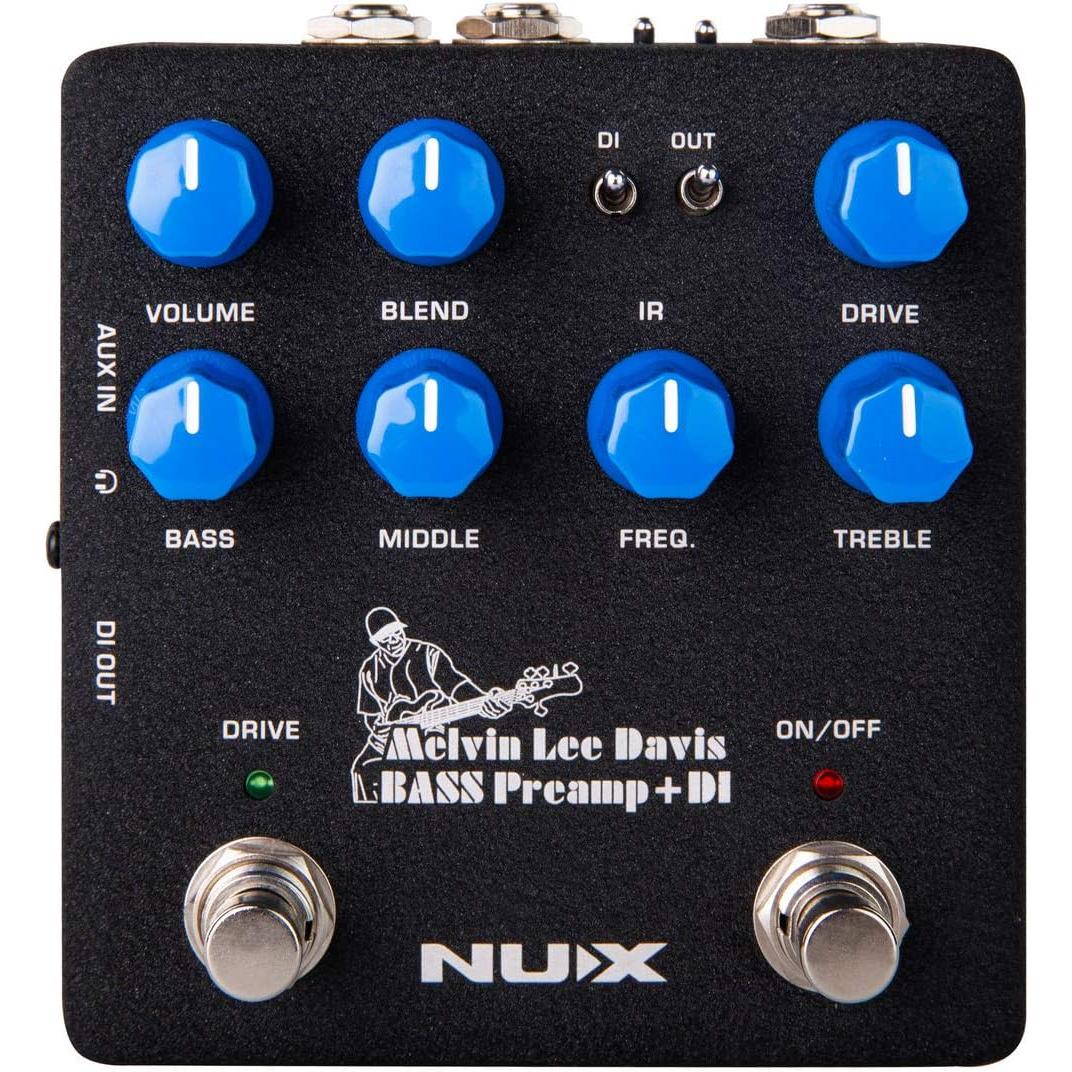 DI OUT
VOLUME BLEND IR DRIVE
AUX IN
BASS MIDDLE FREQ. TREBLE
DI OUT
DRIVE
ON/OFF
Melvin Lee Davis
BASS Preamp+DI
NUX